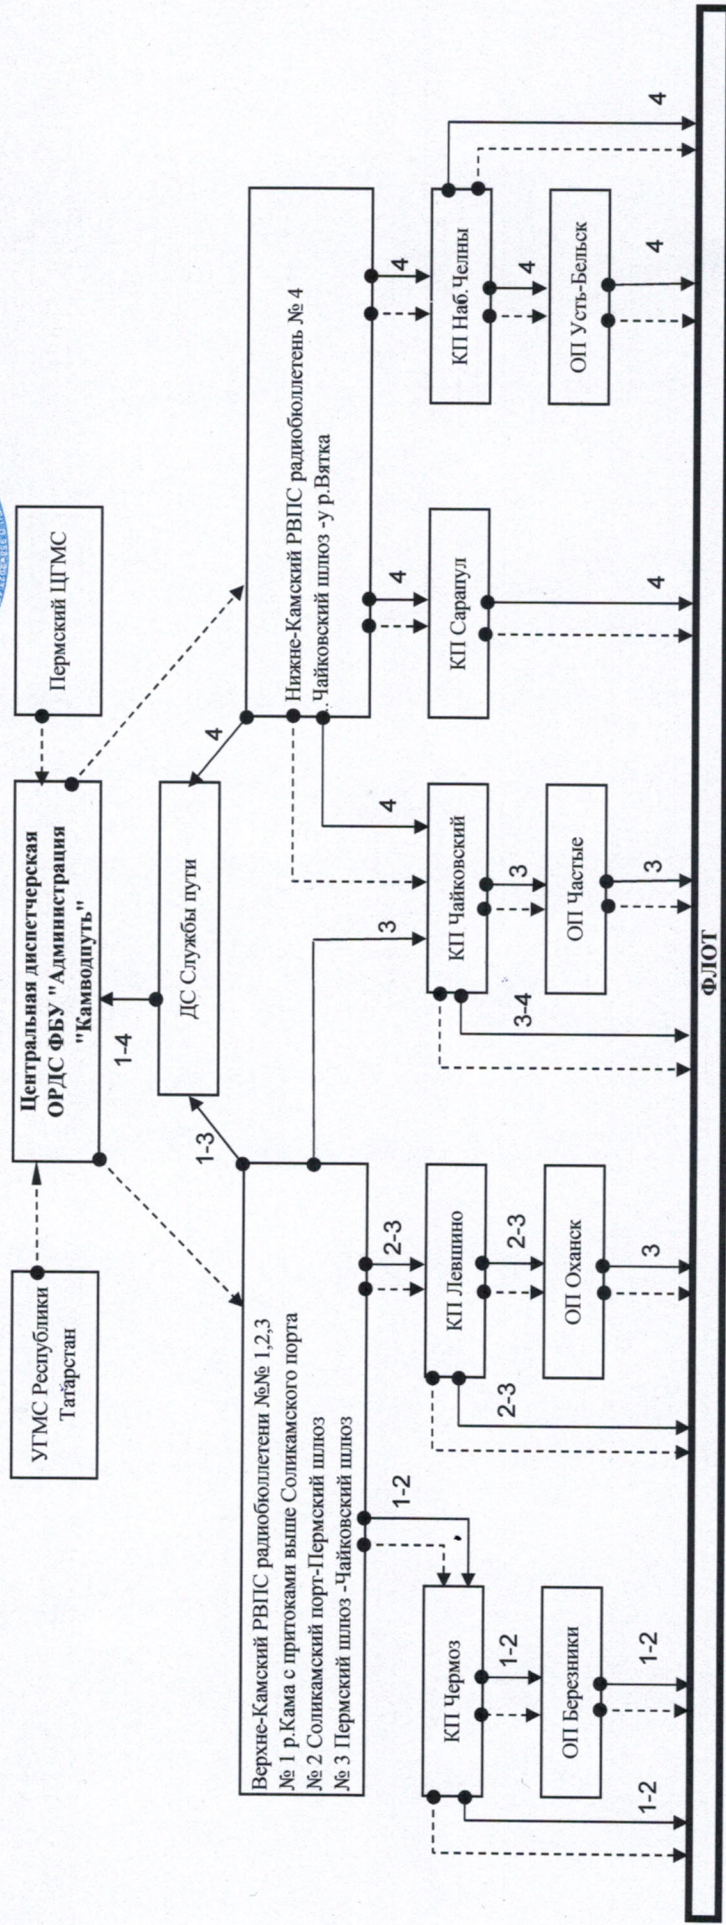 УГМС Республики
Татарстан
Центральная диспетчерская
ОРДС ФБУ "Администрация
"Камводпуть"
Пермский ЦГМС
1-4
ДС Службы пути
1-3
4
Верхне-Камский РВПС радиобюллетени №№ 1,2,3
№ 1 р.Кама с притоками выше Соликамского порта
№ 2 Соликамский порт-Пермский шлюз
№ 3 Пермский шлюз -Чайковский шлюз
Нижне-Камский РВПС радиобюллетень № 4
Чайковский шлюз -у р.Вятка
1-2
2-3
3
4
4
4
КП Чермоз
КП Левшино
КП Чайковский
КП Сарапул
КП Наб.Челны
1-2
2-3
3
4
ОП Березники
ОП Оханск
ОП Частые
ОП Усть-Бельск
1-2
1-2
2-3
3
3-4
3
4
4
4
ФЛОТ